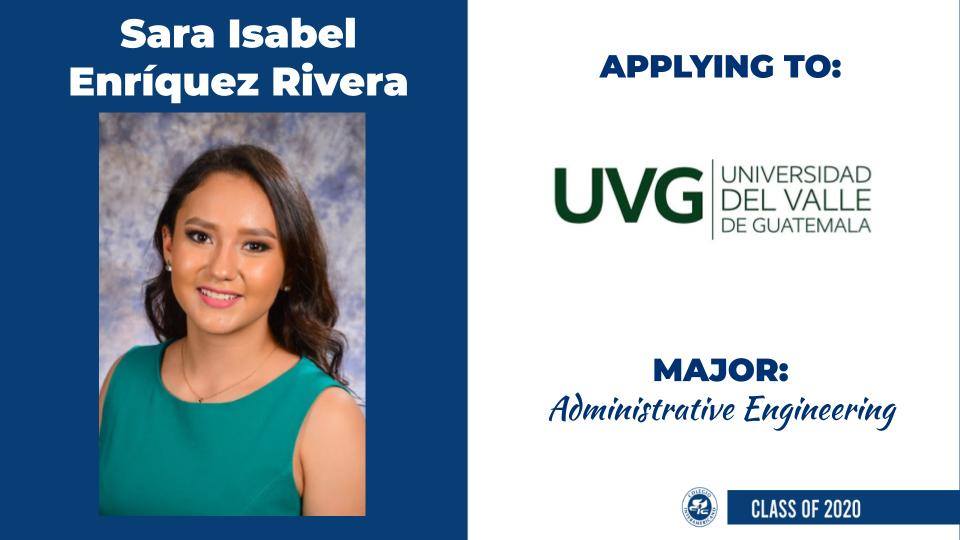 Sara Isabel
Enríquez Rivera
APPLYING TO:
UVG
UNIVERSIDAD
DEL VALLE
DE GUATEMALA
MAJOR:
Administrative Engineering
CLASS OF 2020